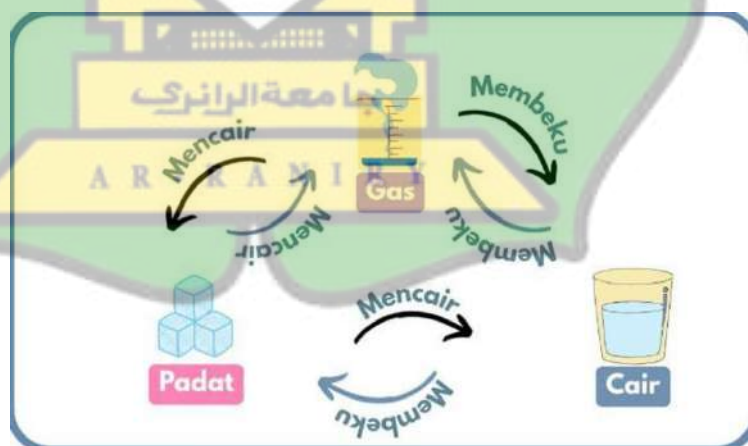 جامعة الرانري
AR - RANIRY
Mencair
Membeku
Gas
Mencair
Membeku
Mencair
Padat
Cair
Membeku